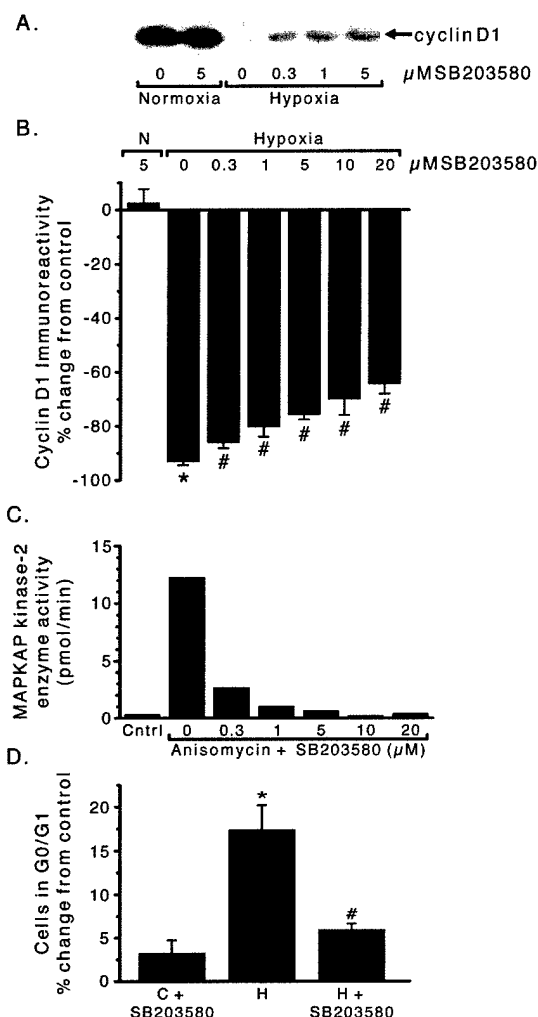 A.
cyclin D1
0 5 0 0.3 1 5 µMSB203580
Normoxia Hypoxia
B.
N Hypoxia
5 0 0.3 1 5 10 20 µMSB203580
Cyclin D1 Immunoreactivity
% change from control
0
-20
-40
-60
-80
-100
* # # # # #
C.
MAPKAP kinase-2
enzyme activity
(pmol/min)
15
10
5
0
Cntrl 0 0.3 1 5 10 20
Anisomycin + SB203580 (µM)
D.
Cells in G0/G1
% change from control
20
15
10
5
0
*
#
C + H H +
SB203580 SB203580